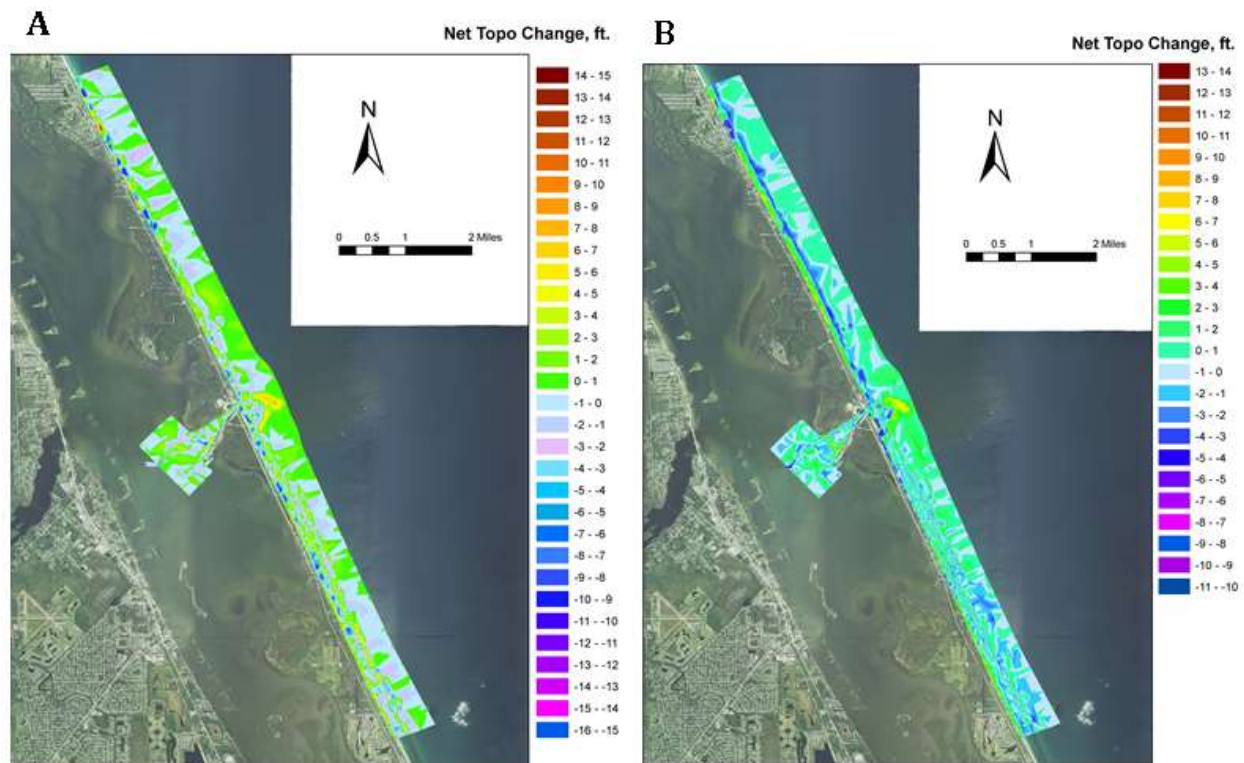 A
Net Topo Change, ft.
14 - 15
13 - 14
12 - 13
11 - 12
10 - 11
9 - 10
8 - 9
7 - 8
6 - 7
5 - 6
4 - 5
3 - 4
2 - 3
1 - 2
0 - 1
-1 - 0
-2 - -1
-3 - -2
-4 - -3
-5 - -4
-6 - -5
-7 - -6
-8 - -7
-9 - -8
-10 - -9
-11 - -10
-12 - -11
-13 - -12
-14 - -13
-15 - -14
-16 - -15
N
0 0.5 1 2 Miles
B
Net Topo Change, ft.
13 - 14
12 - 13
11 - 12
10 - 11
9 - 10
8 - 9
7 - 8
6 - 7
5 - 6
4 - 5
3 - 4
2 - 3
1 - 2
0 - 1
-1 - 0
-2 - -1
-3 - -2
-4 - -3
-5 - -4
-6 - -5
-7 - -6
-8 - -7
-9 - -8
-10 - -9
-11 - -10
N
0 0.5 1 2 Miles